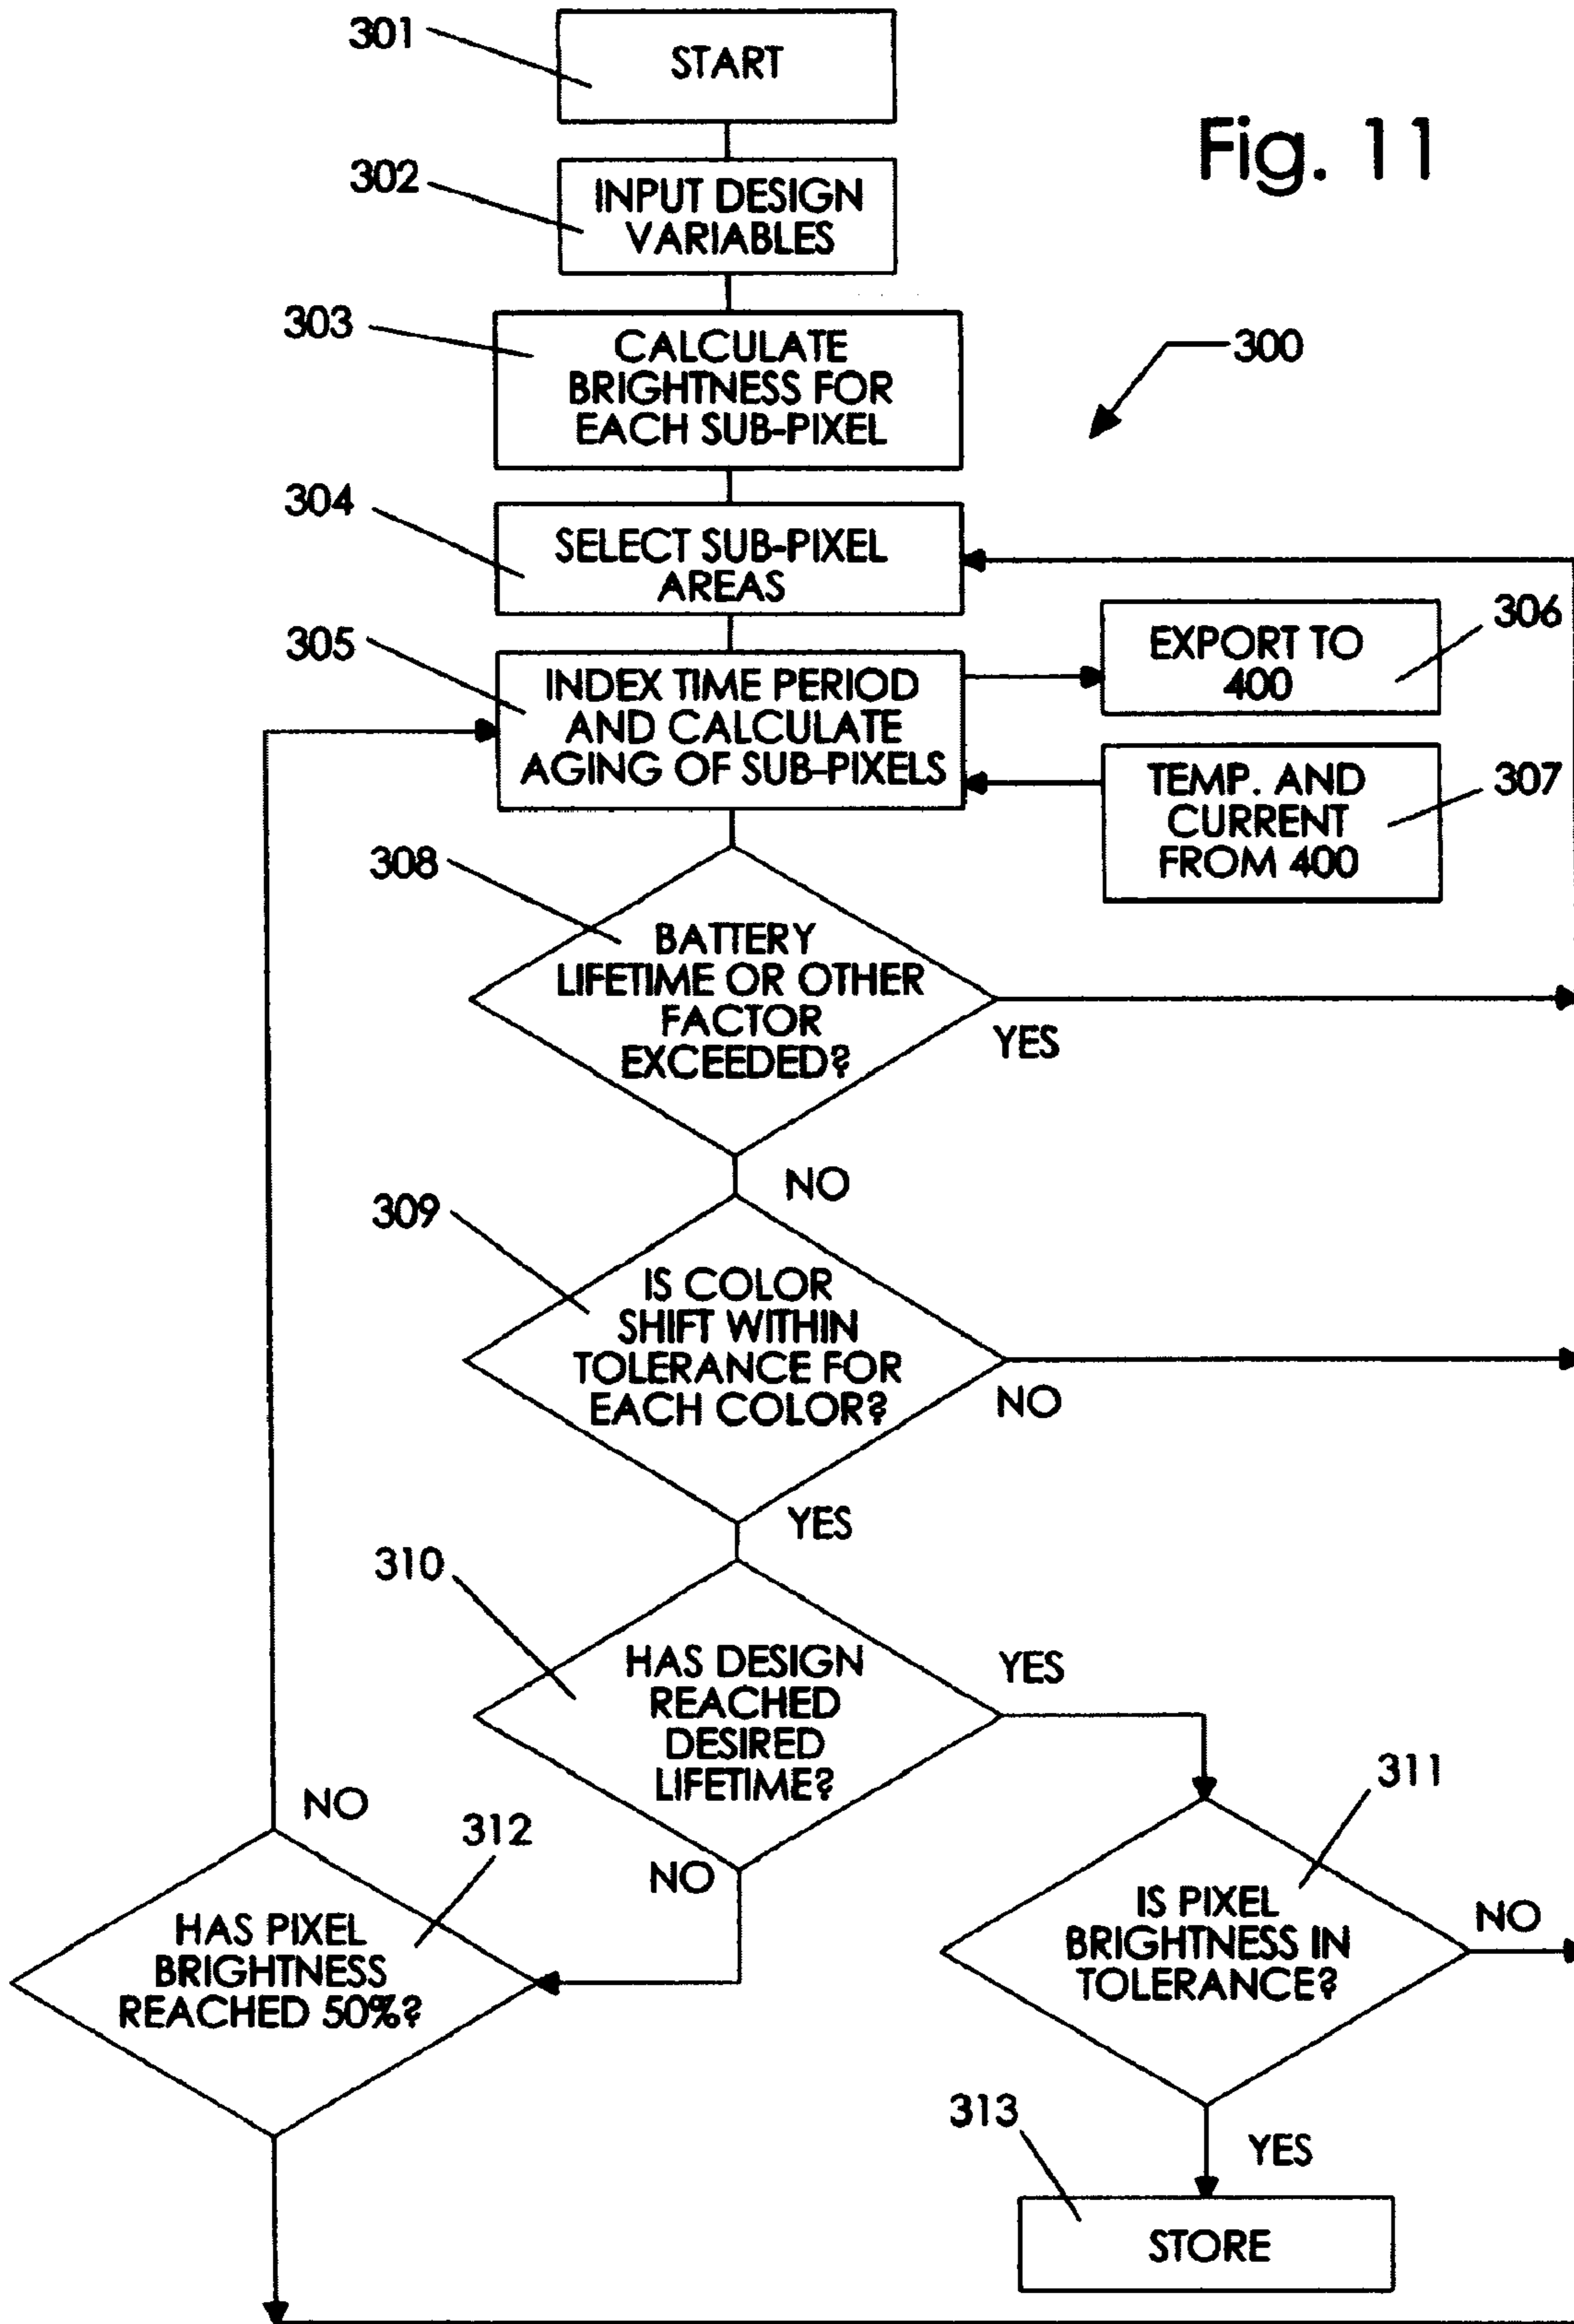 301
START
Fig. 11
302
INPUT DESIGN
VARIABLES
303
CALCULATE
BRIGHTNESS FOR
EACH SUB-PIXEL
300
304
SELECT SUB-PIXEL
AREAS
305
INDEX TIME PERIOD
AND CALCULATE
AGING OF SUB-PIXELS
EXPORT TO
400
306
TEMP. AND
CURRENT
FROM 400
307
308
BATTERY
LIFETIME OR OTHER
FACTOR
EXCEEDED?
YES
NO
309
IS COLOR
SHIFT WITHIN
TOLERANCE FOR
EACH COLOR?
NO
YES
310
HAS DESIGN
REACHED
DESIRED
LIFETIME?
YES
NO
311
IS PIXEL
BRIGHTNESS IN
TOLERANCE?
NO
YES
NO
312
HAS PIXEL
BRIGHTNESS
REACHED 50%?
313
STORE